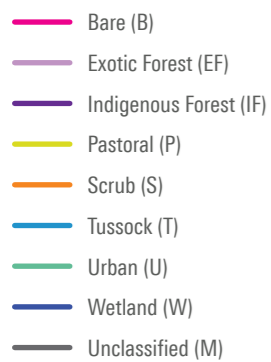 Bare (B)
Exotic Forest (EF)
Indigenous Forest (IF)
Pastoral (P)
Scrub (S)
Tussock (T)
Urban (U)
Wetland (W)
Unclassified (M)